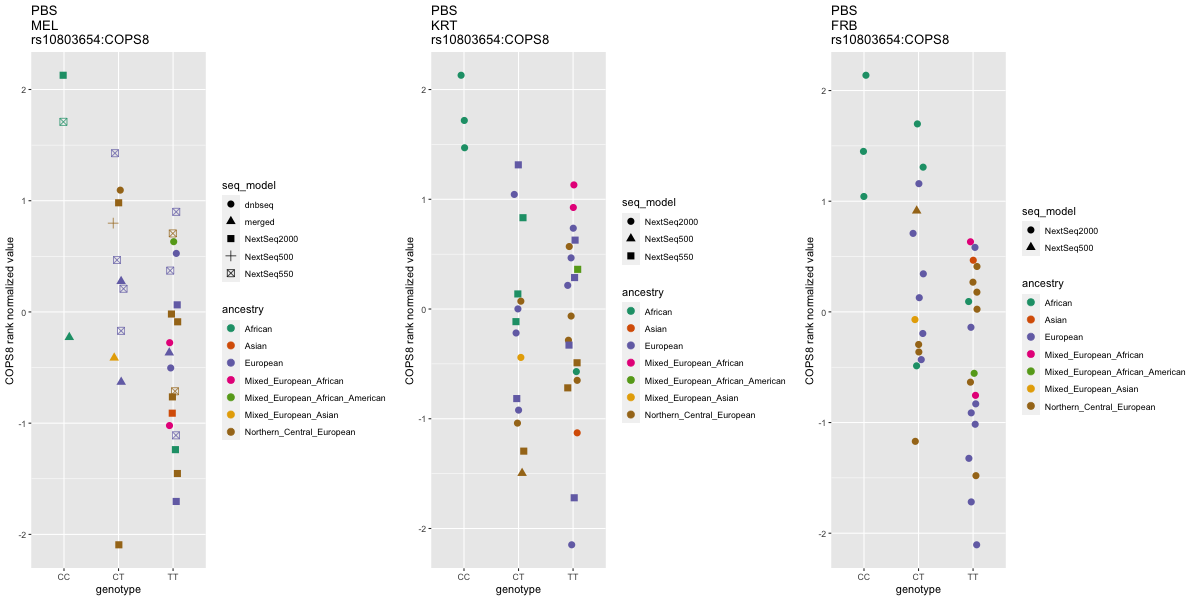 PBS
MEL
rs10803654:COPS8
COPS8 rank normalized value
2
1
0
-1
-2
CC
CT
TT
genotype
seq_model
dnbseq
merged
NextSeq2000
NextSeq500
NextSeq550
ancestry
African
Asian
European
Mixed_European_African
Mixed_European_African_American
Mixed_European_Asian
Northern_Central_European
PBS
KRT
rs10803654:COPS8
COPS8 rank normalized value
2
1
0
-1
-2
CC
CT
TT
genotype
seq_model
NextSeq2000
NextSeq500
NextSeq550
ancestry
African
Asian
European
Mixed_European_African
Mixed_European_African_American
Mixed_European_Asian
Northern_Central_European
PBS
FRB
rs10803654:COPS8
COPS8 rank normalized value
2
1
0
-1
-2
CC
CT
TT
genotype
seq_model
NextSeq2000
NextSeq500
ancestry
African
Asian
European
Mixed_European_African
Mixed_European_African_American
Mixed_European_Asian
Northern_Central_European